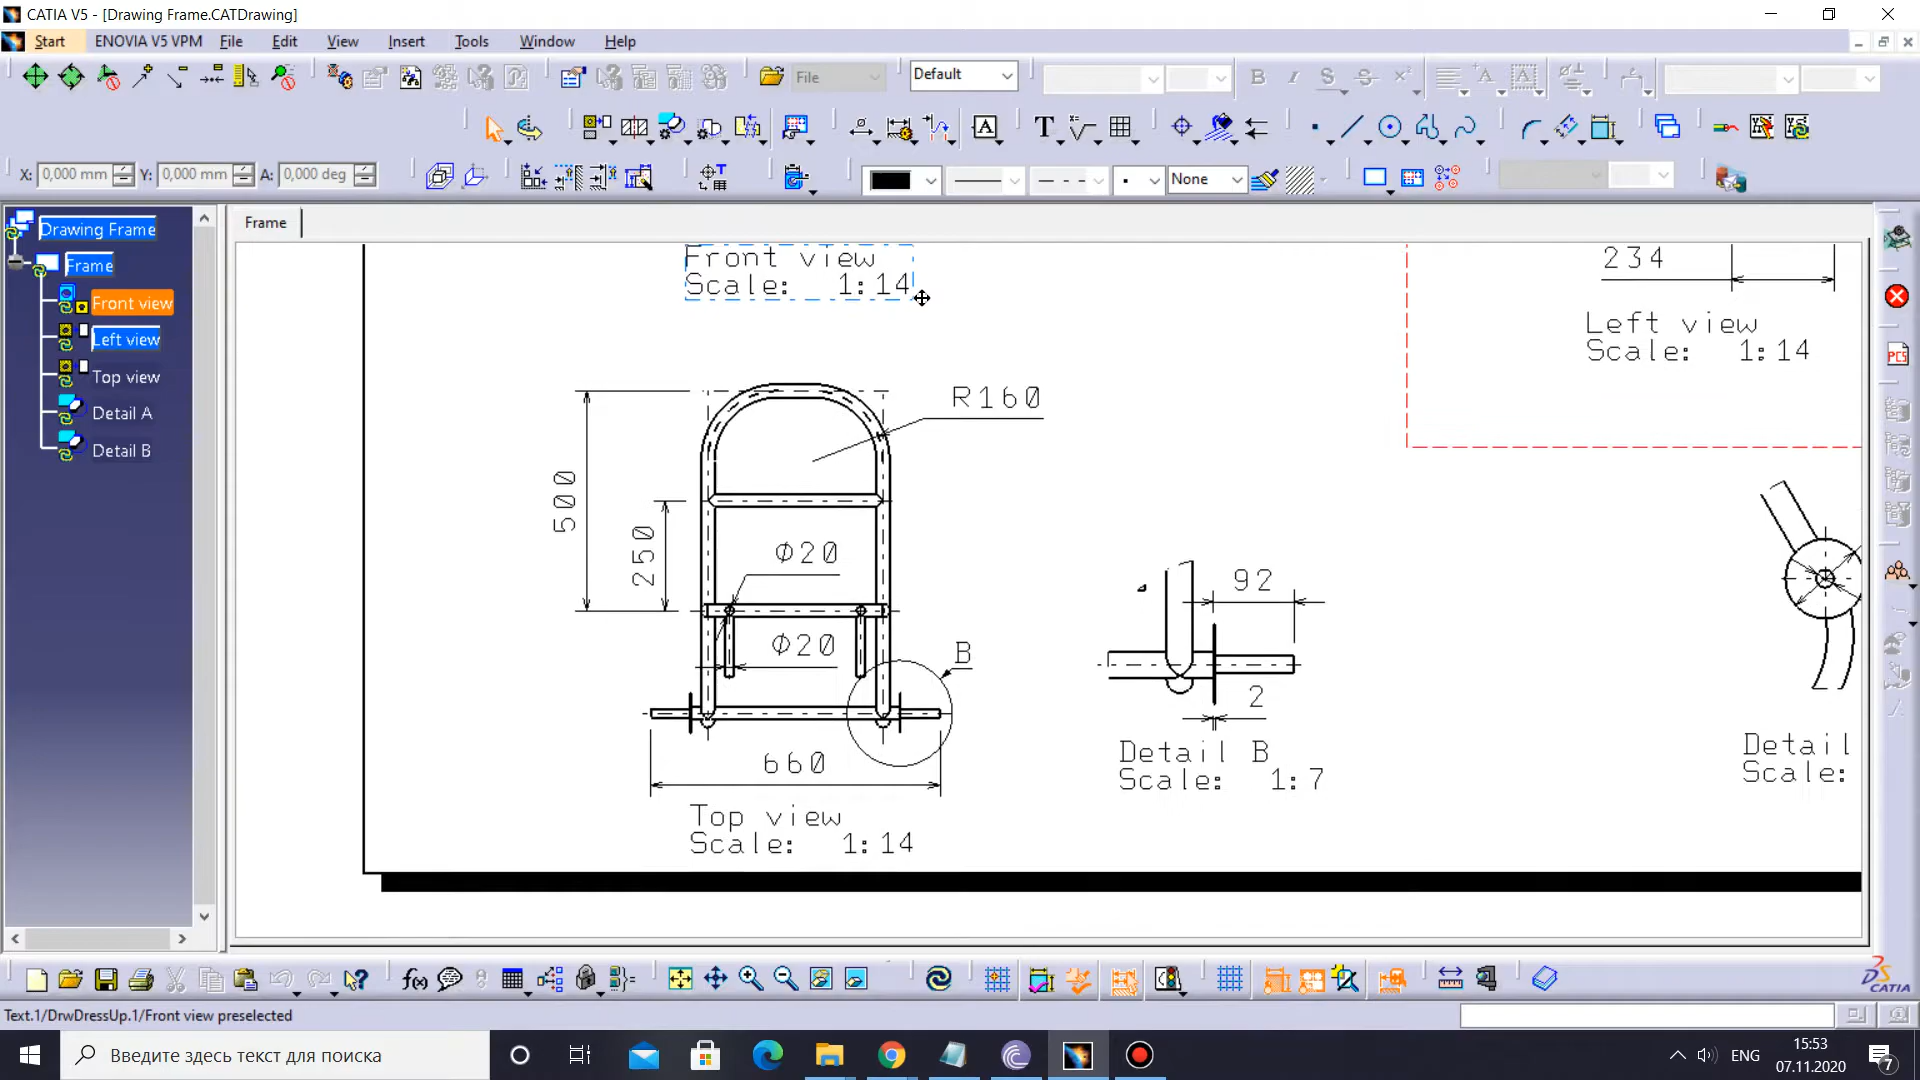 CATIA V5 - [Drawing Frame.CATDrawing]
Start ENOVIA V5 VPM File Edit View Insert Tools Window Help
File Default
X: 0,000 mm Y: 0,000 mm A: 0,000 deg None
Drawing Frame
Frame
Front view
Left view
Top view
Detail A
Detail B
Frame
Front view
Scale: 1:14
234
Left view
Scale: 1:14
R160
500
250
Φ20
Φ20
B
660
Top view
Scale: 1:14
92
2
Detail B
Scale: 1:7
Detail
Scale:
PCS
CATIA
Text.1/DrwDressUp.1/Front view preselected
Введите здесь текст для поиска
ENG
15:53
07.11.2020
7